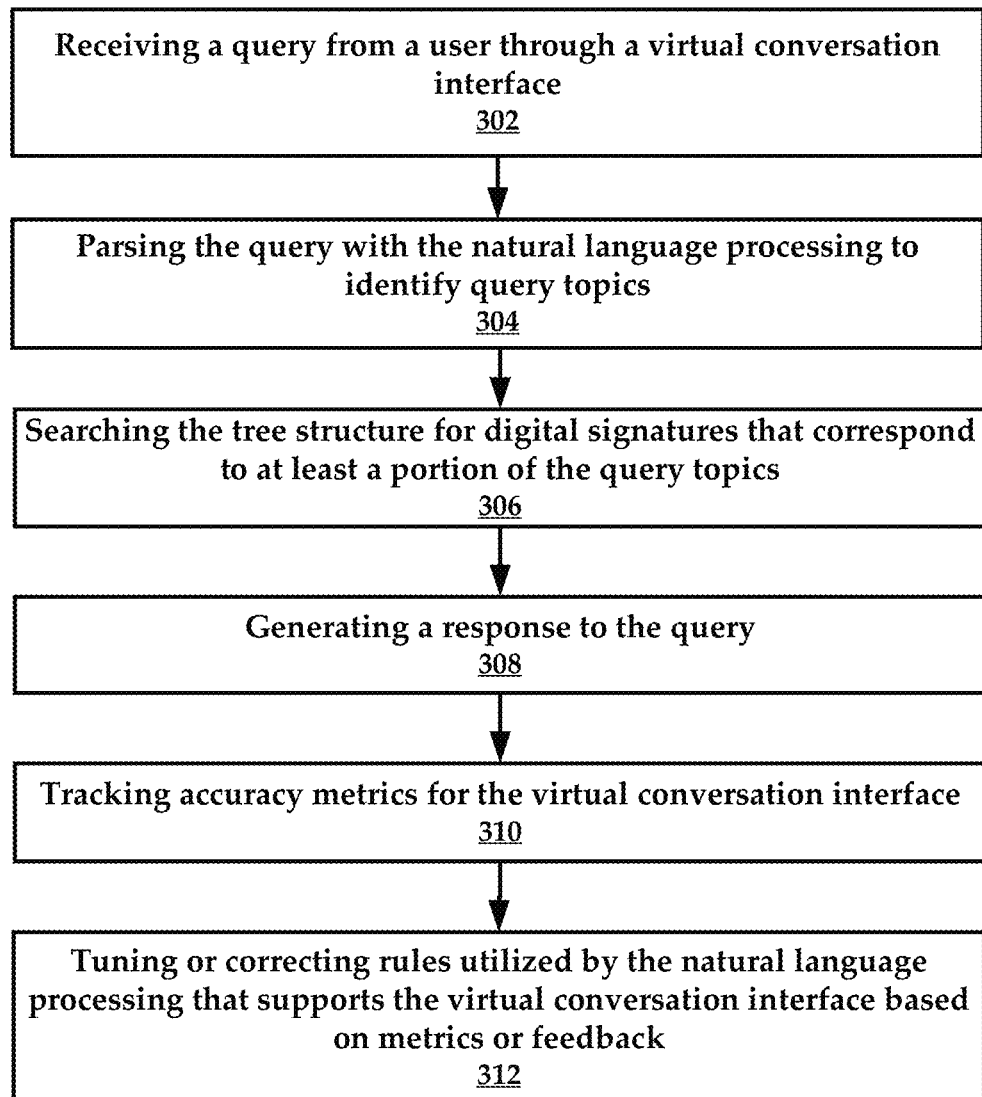 Receiving a query from a user through a virtual conversation
interface
302
Parsing the query with the natural language processing to
identify query topics
304
Searching the tree structure for digital signatures that correspond
to at least a portion of the query topics
306
Generating a response to the query
308
Tracking accuracy metrics for the virtual conversation interface
310
Tuning or correcting rules utilized by the natural language
processing that supports the virtual conversation interface based
on metrics or feedback
312